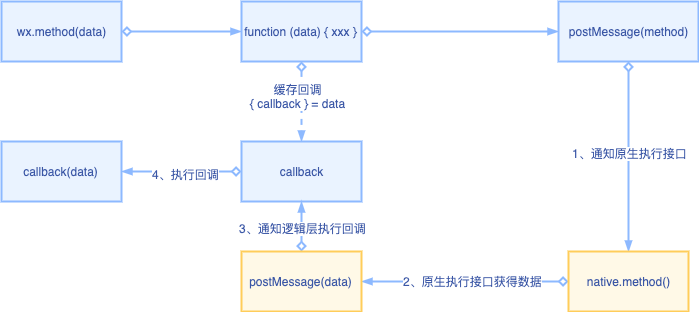 wx.method(data)
function (data) { xxx }
postMessage(method)
缓存回调
{ callback } = data
1、通知原生执行接口
callback(data)
4、执行回调
callback
3、通知逻辑层执行回调
postMessage(data)
2、原生执行接口获得数据
native.method()